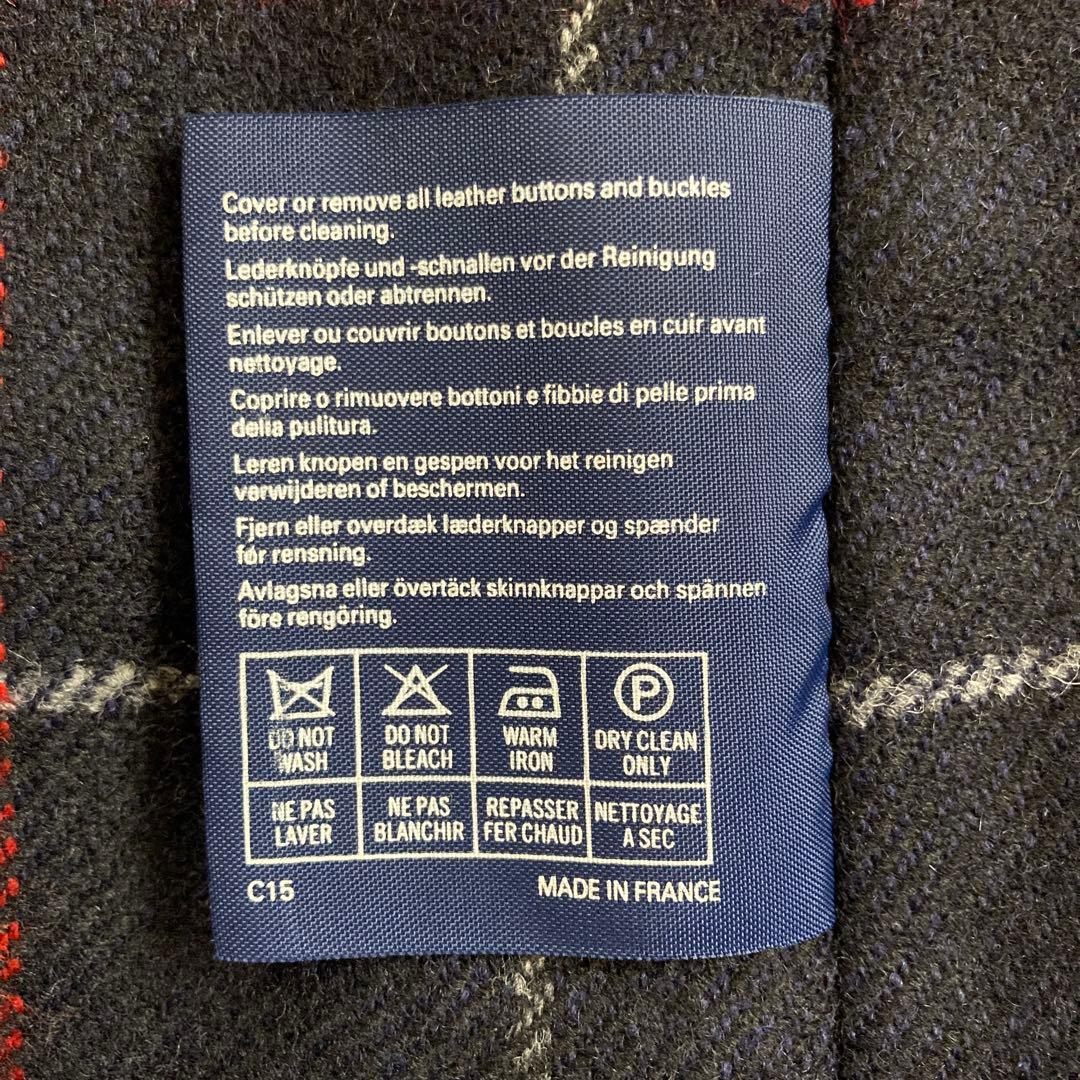 Cover or remove all leather buttons and buckles
before cleaning.
Lederknöpfe und -schnallen vor der Reinigung
schützen oder abtrennen.
Enlever ou couvrir boutons et boucles en cuir avant
nettoyage.
Coprire o rimuovere bottoni e fibbie di pelle prima
della pulitura.
Leren knopen en gespen voor het reinigen
verwijderen of beschermen.
Fjern eller overdæk læderknapper og spænder
før rensning.
Avlagsna eller övertäck skinnknappar och spännen
före rengöring.
P
DO NOT WASH
DO NOT BLEACH
WARM IRON
DRY CLEAN ONLY
NE PAS LAVER
NE PAS BLANCHIR
REPASSER FER CHAUD
NETTOYAGE A SEC
C15
MADE IN FRANCE